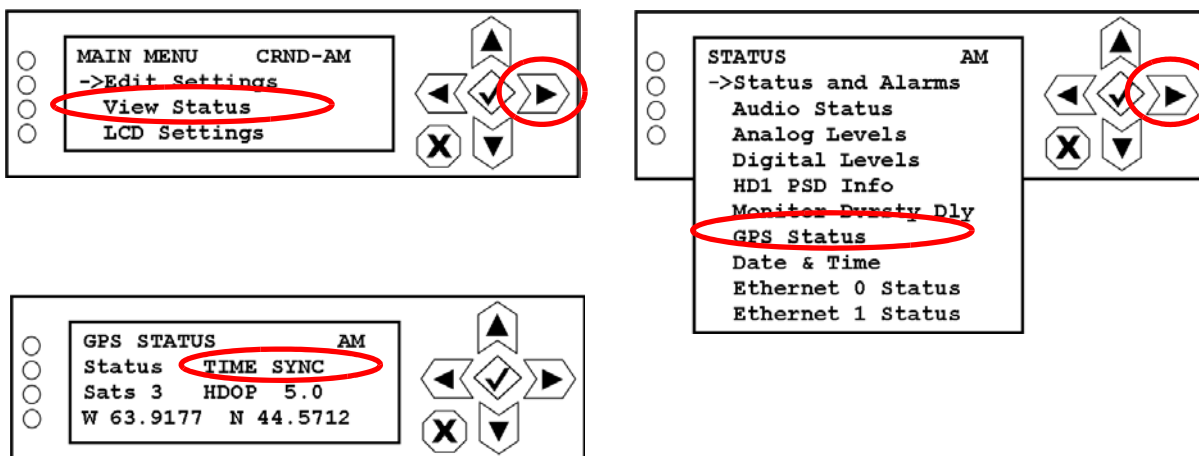 MAIN MENU CRND-AM
->Edit Settings
View Status
LCD Settings
STATUS AM
->Status and Alarms
Audio Status
Analog Levels
Digital Levels
HD1 PSD Info
Monitor Dvrsty Dly
GPS Status
Date & Time
Ethernet 0 Status
Ethernet 1 Status
GPS STATUS AM
Status TIME SYNC
Sats 3 HDOP 5.0
W 63.9177 N 44.5712